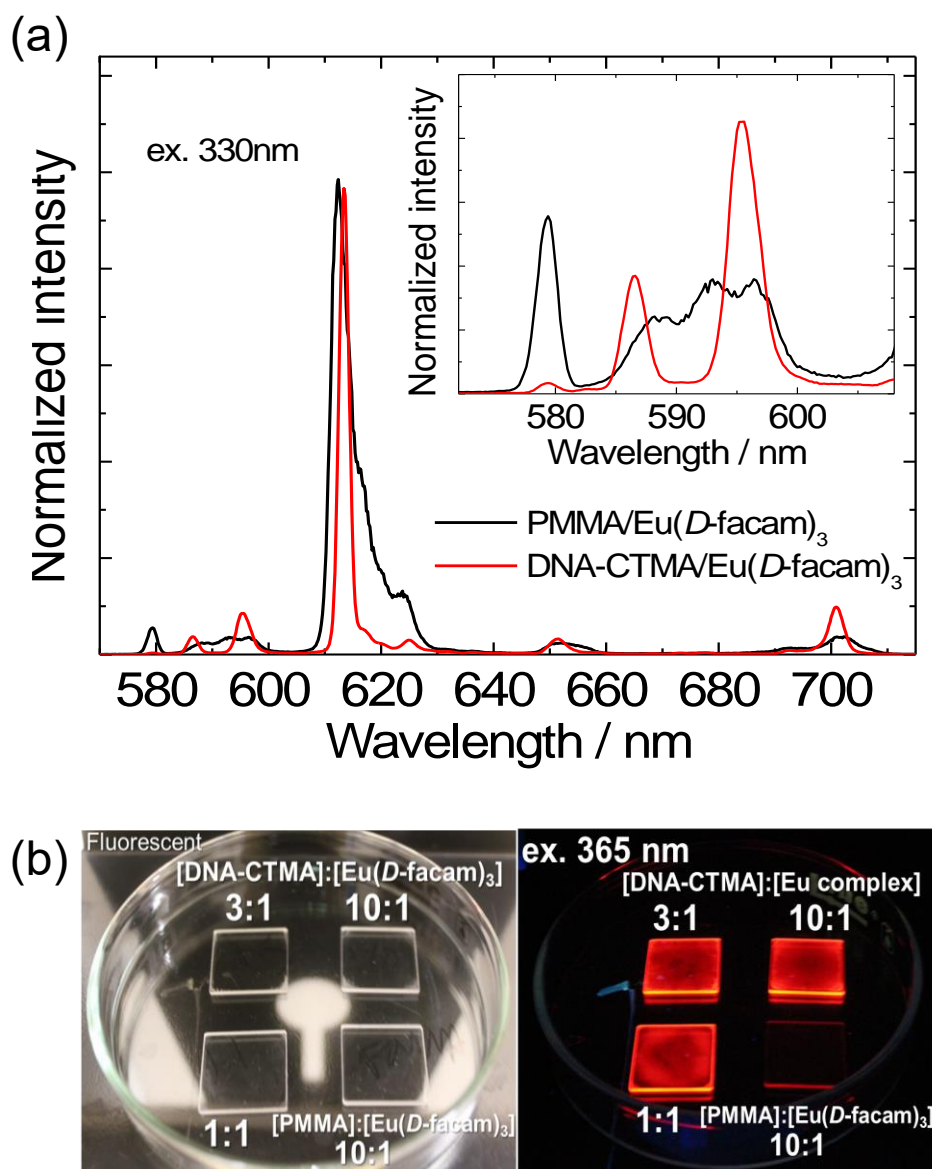 (a)
ex. 330nm
Normalized intensity
580 590 600
Wavelength / nm
PMMA/Eu(D-facam)3
DNA-CTMA/Eu(D-facam)3
Normalized intensity
580 600 620 640 660 680 700
Wavelength / nm
(b)
Fluorescent
[DNA-CTMA]:[Eu(D-facam)3]
3:1 10:1
1:1 [PMMA]:[Eu(D-facam)3]
10:1
ex. 365 nm
[DNA-CTMA]:[Eu complex]
3:1 10:1
1:1 [PMMA]:[Eu(D-facam)3]
10:1